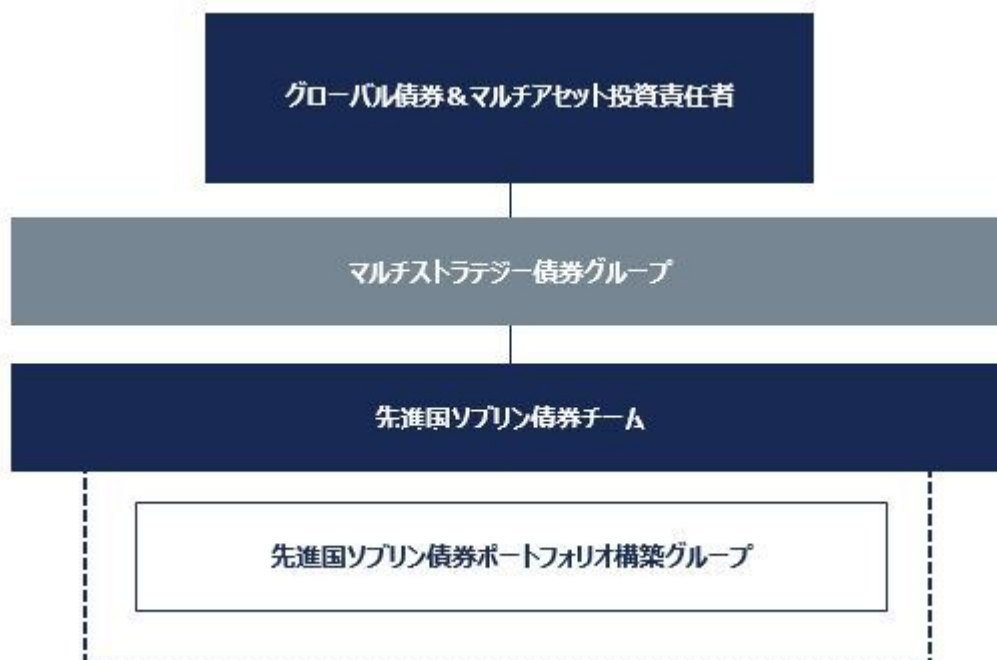 グローバル債券&マルチアセット投資責任者
マルチストラテジー債券グループ
先進国ソブリン債券チーム
先進国ソブリン債券ポートフォリオ構築グループ